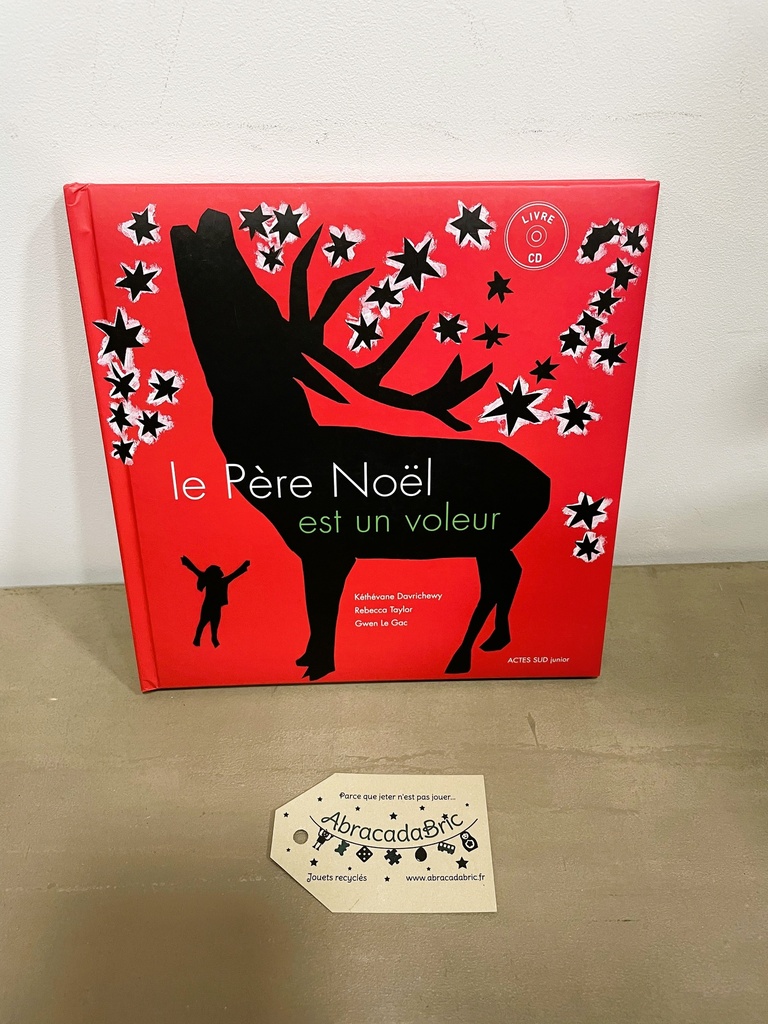 LIVRE
CD
le Père Noël
est un voleur
Kéthévane Davrichewy
Rebecca Taylor
Gwen Le Gac
ACTES SUD junior
Parce que jeter n'est pas jouer...
AbracadaBric
Jouets recyclés
www.abracadabric.fr